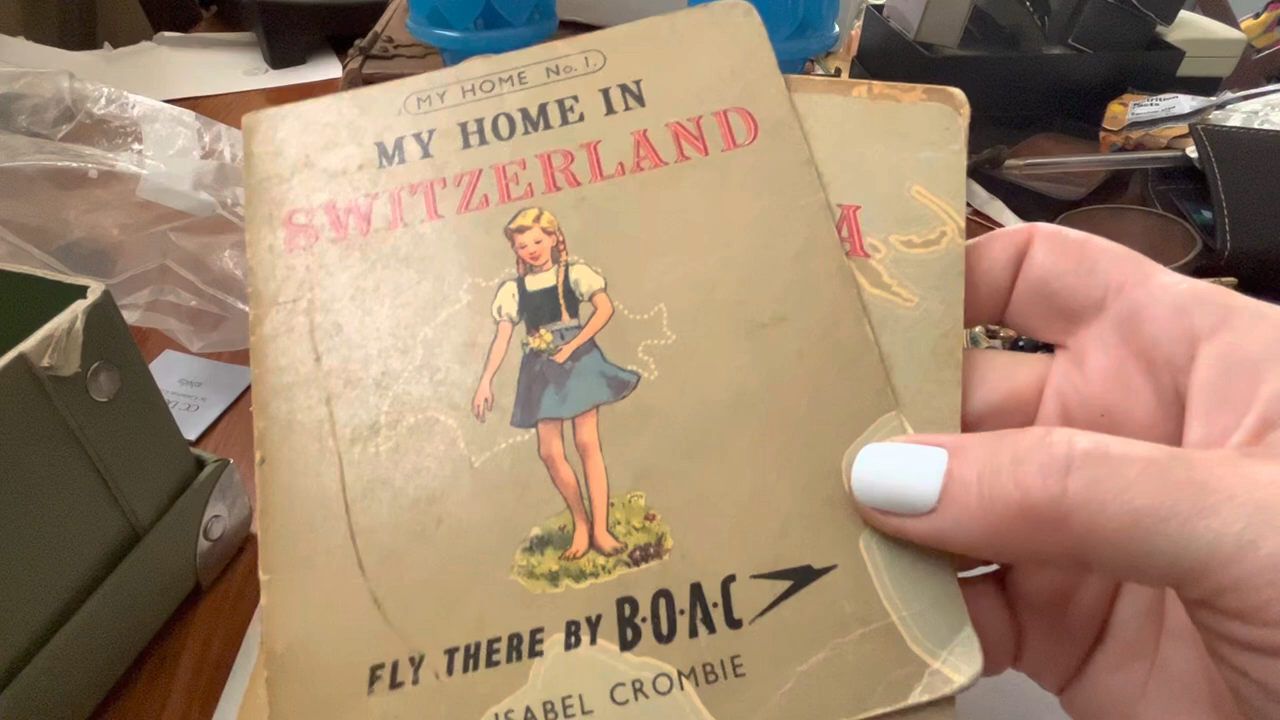 MY HOME No. 1.
MY HOME IN
SWITZERLAND
A
FLY THERE BY B·O·A·C
ISABEL CROMBIE